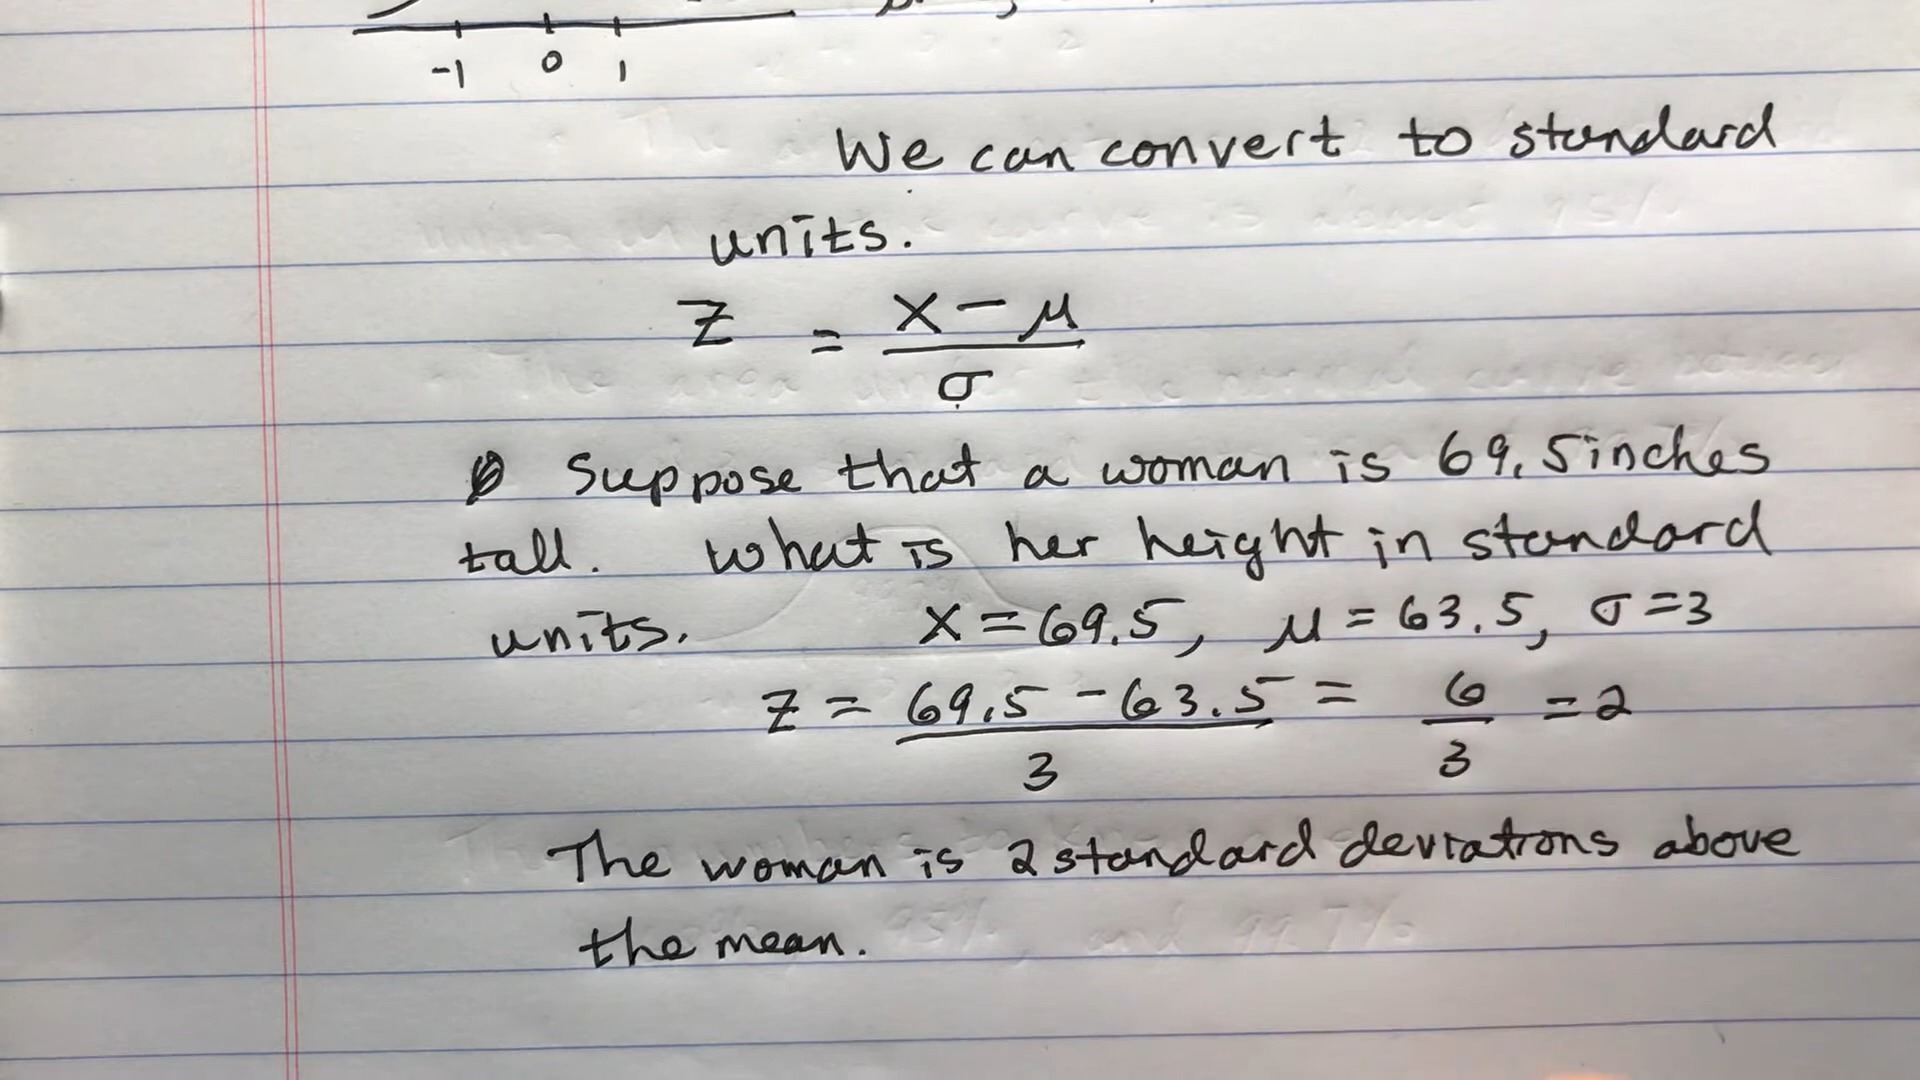 -1 0 1
We can convert to standard
units.
Z = X - μ
σ
Suppose that a woman is 69.5 inches
tall. What is her height in standard
units. X = 69.5, μ = 63.5, σ = 3
Z = 69.5 - 63.5 = 6 = 2
3 3
The woman is 2 standard deviations above
the mean.